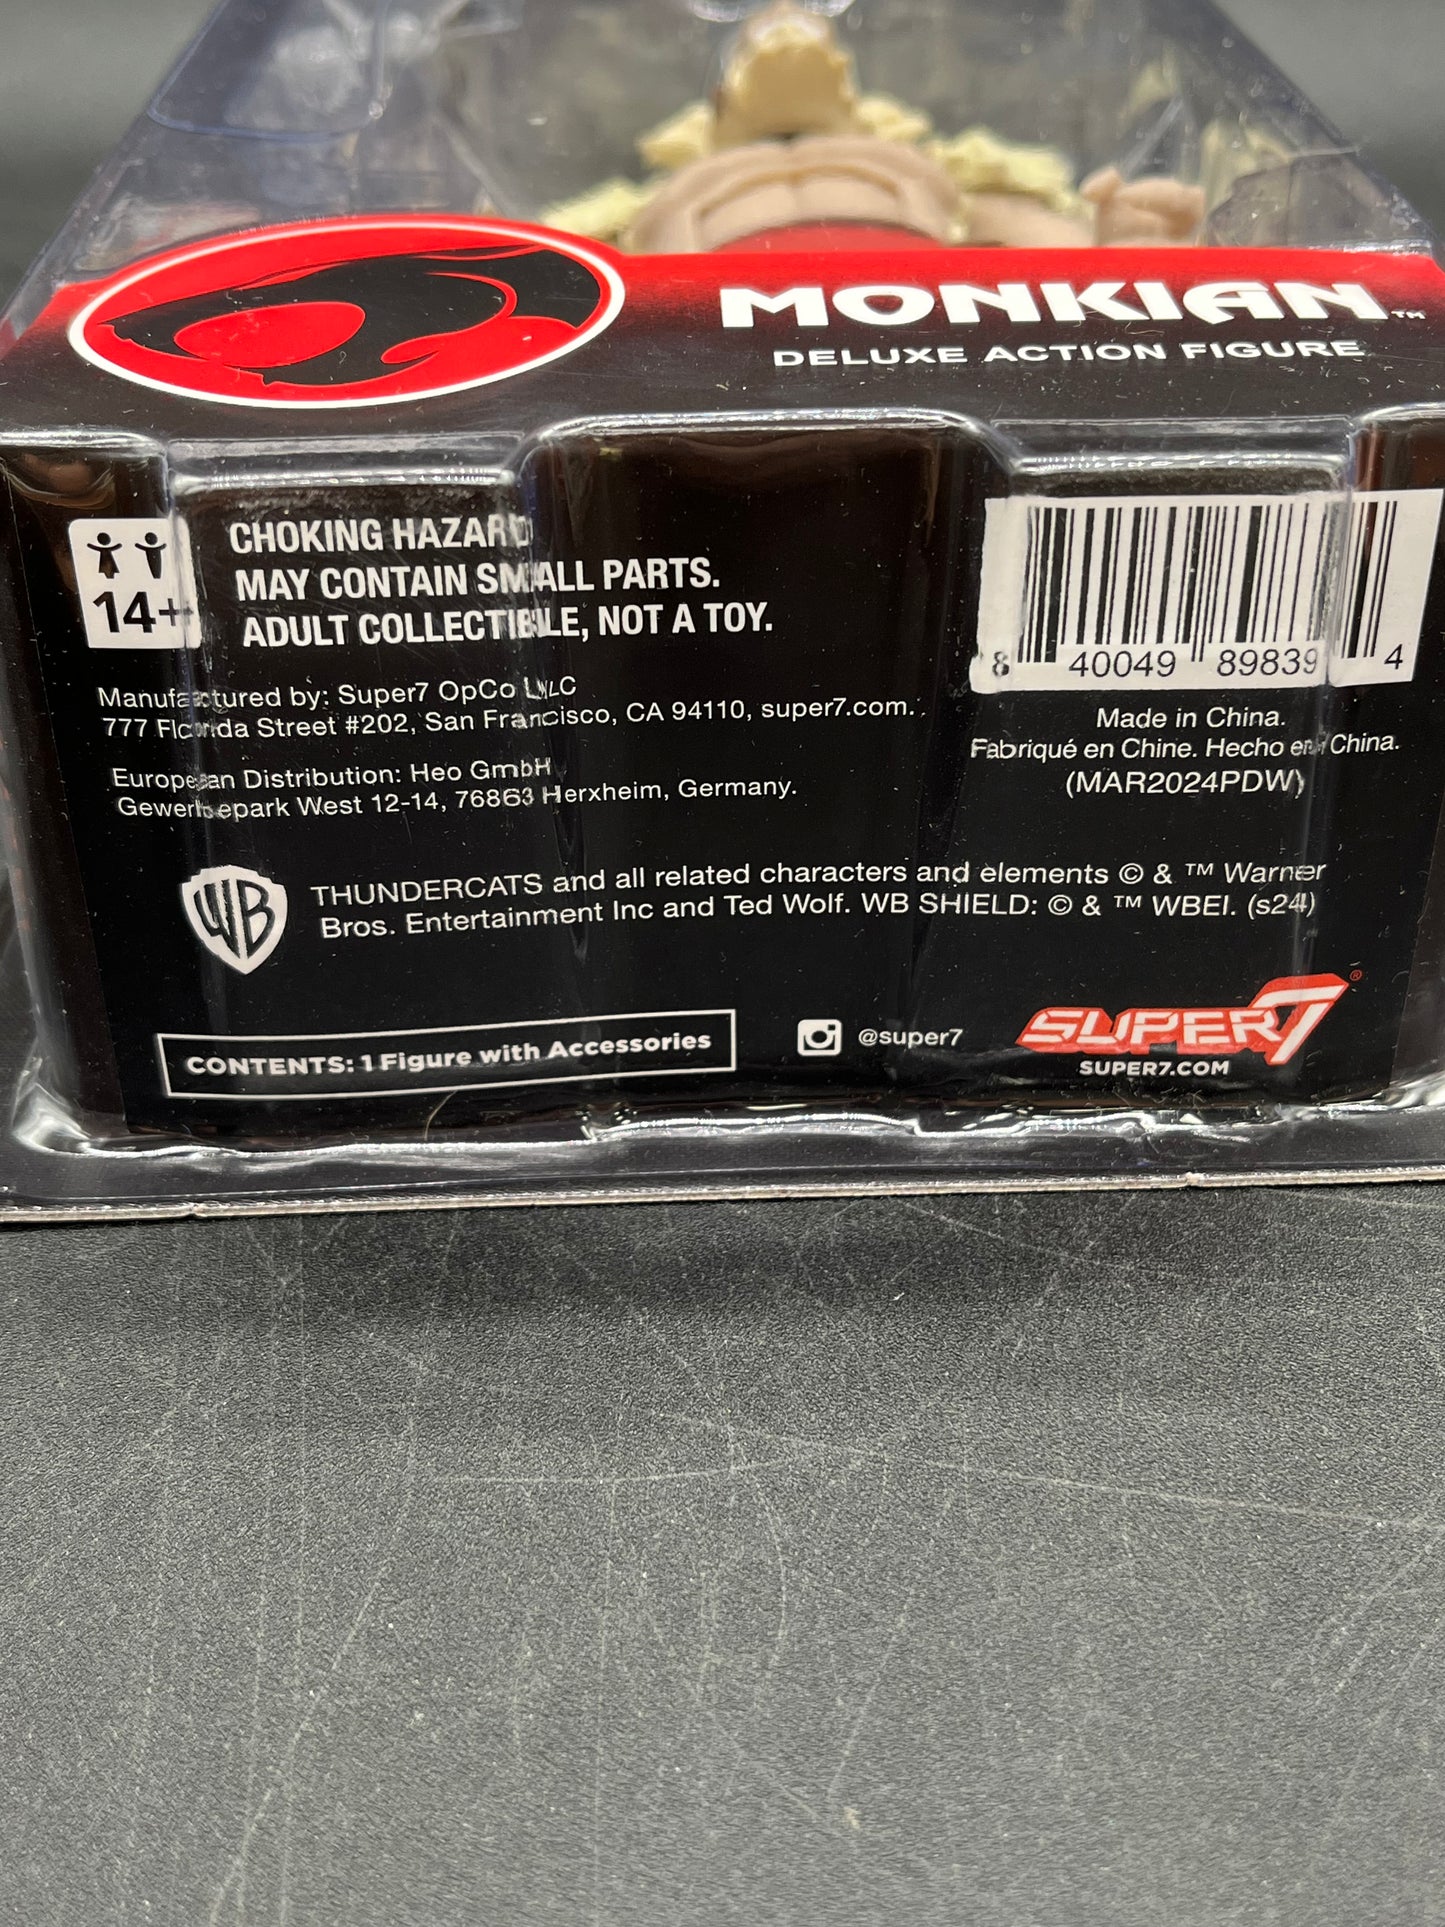 MONKIAN™
DELUXE ACTION FIGURE
14+
CHOKING HAZARD
MAY CONTAIN SMALL PARTS.
ADULT COLLECTIBLE, NOT A TOY.
Manufactured by: Super7 OpCo LLC
777 Florida Street #202, San Francisco, CA 94110, super7.com.
European Distribution: Heo GmbH
Gewerbepark West 12-14, 76863 Herxheim, Germany.
8 40049 89839 4
Made in China.
Fabriqué en Chine. Hecho en China.
(MAR2024PDW)
WB
THUNDERCATS and all related characters and elements © & ™ Warner
Bros. Entertainment Inc and Ted Wolf. WB SHIELD: © & ™ WBEI. (s24)
CONTENTS: 1 Figure with Accessories
@super7
SUPER7®
SUPER7.COM